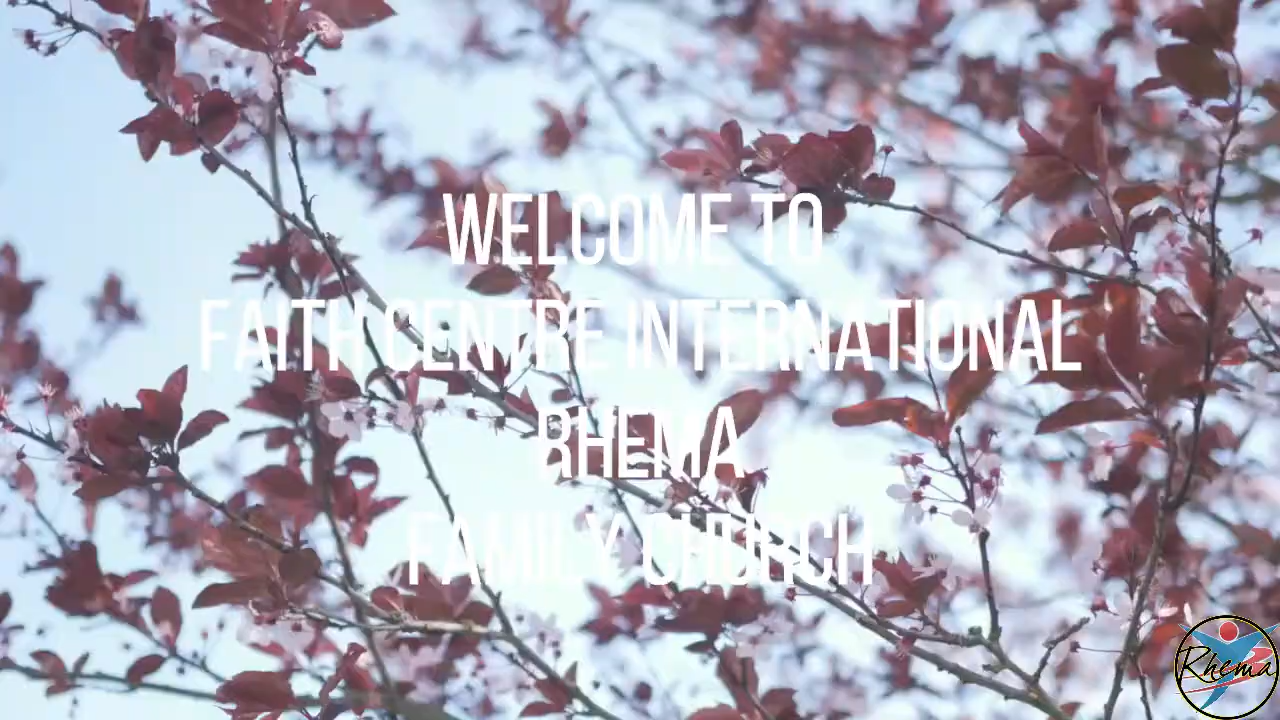 WELCOME TO
FAITH CENTRE INTERNATIONAL
RHEMA
FAMILY CHURCH
Rhema